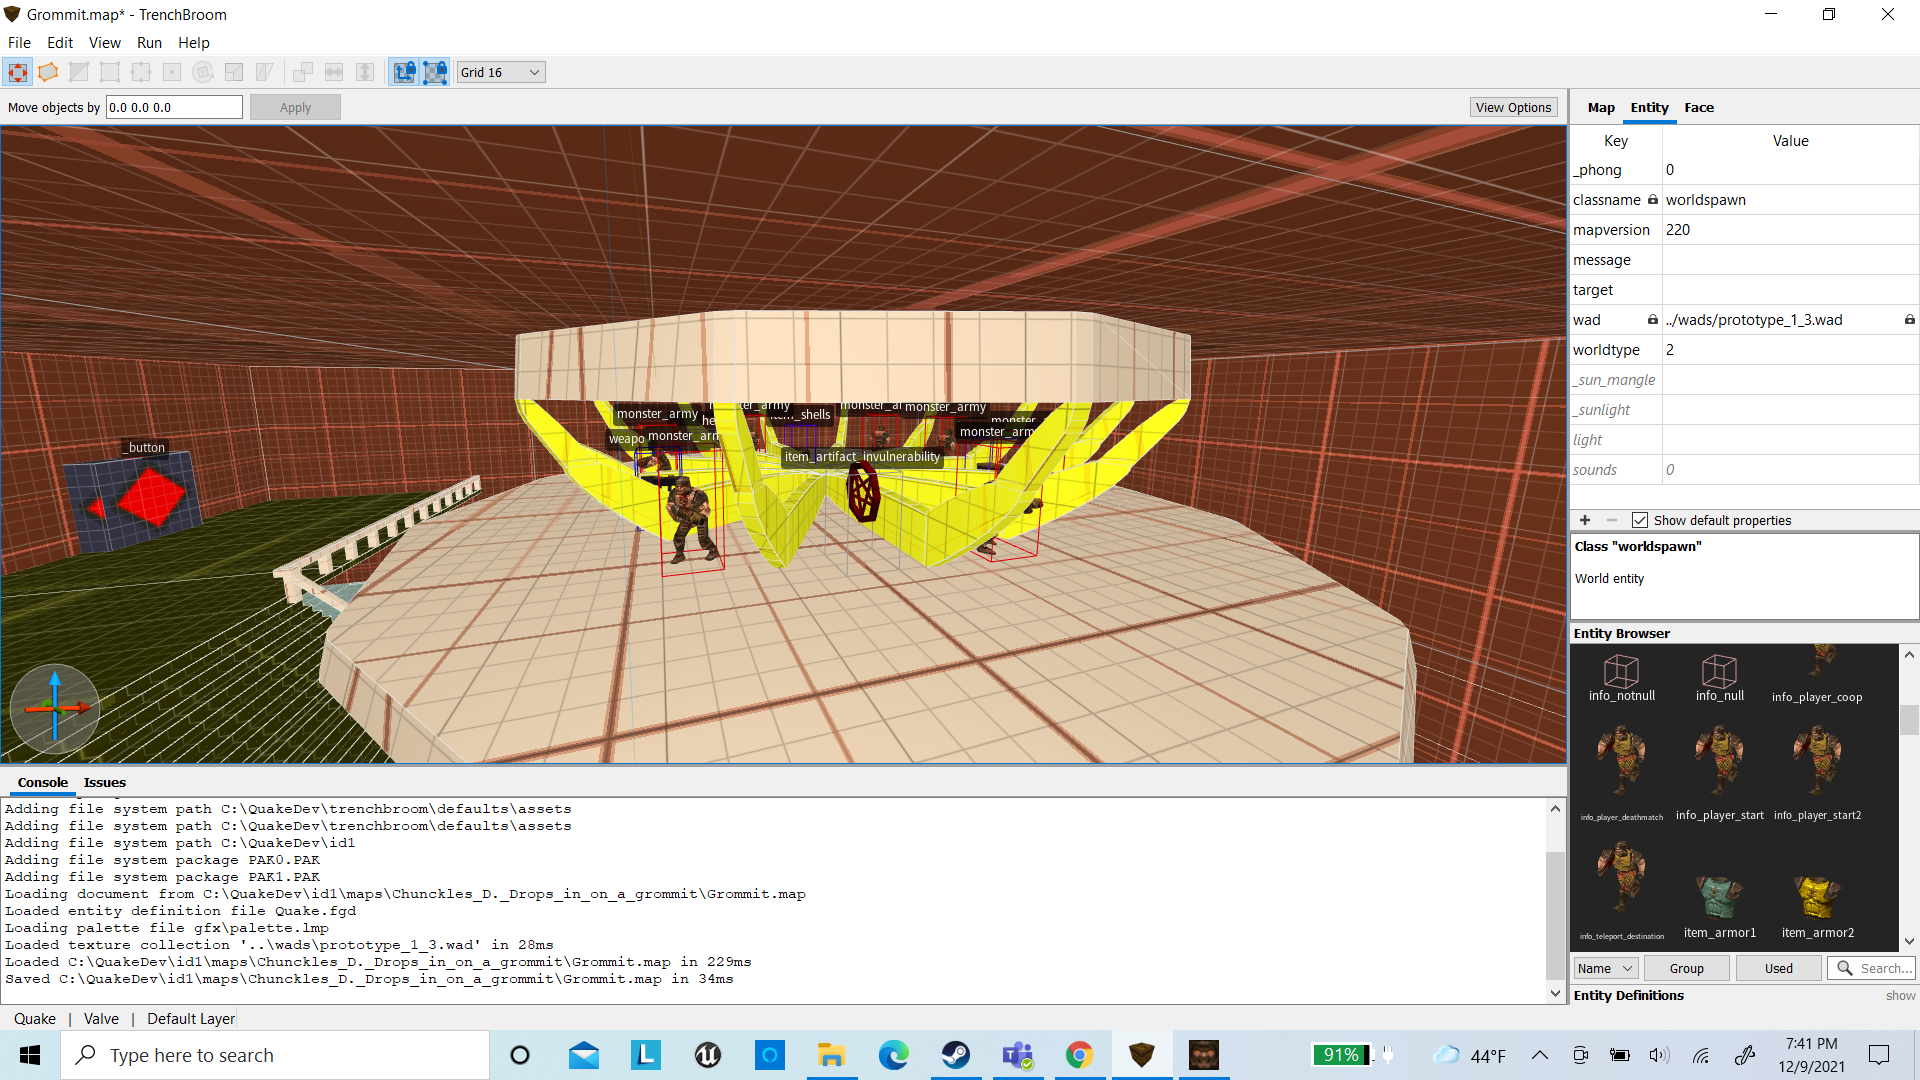 Grommit.map* - TrenchBroom
File Edit View Run Help
Grid 16
Move objects by 0.0 0.0 0.0 Apply View Options
Map Entity Face
Key Value
_phong 0
classname worldspawn
mapversion 220
message
target
wad ../wads/prototype_1_3.wad
worldtype 2
_sun_mangle
_sunlight
light
sounds 0
Show default properties
Class "worldspawn"
World entity
Entity Browser
info_notnull info_null info_player_coop
info_player_deathmatch info_player_start info_player_start2
info_teleport_destination item_armor1 item_armor2
Name Group Used Search...
Entity Definitions show
_button
monster_army
monster_army
_shells
item_artifact_invulnerability
Console Issues
Adding file system path C:\QuakeDev\trenchbroom\defaults\assets
Adding file system path C:\QuakeDev\trenchbroom\defaults\assets
Adding file system path C:\QuakeDev\id1
Adding file system package PAK0.PAK
Adding file system package PAK1.PAK
Loading document from C:\QuakeDev\id1\maps\Chunckles_D._Drops_in_on_a_grommit\Grommit.map
Loaded entity definition file Quake.fgd
Loading palette file gfx\palette.lmp
Loaded texture collection '..\wads\prototype_1_3.wad' in 28ms
Loaded C:\QuakeDev\id1\maps\Chunckles_D._Drops_in_on_a_grommit\Grommit.map in 229ms
Saved C:\QuakeDev\id1\maps\Chunckles_D._Drops_in_on_a_grommit\Grommit.map in 34ms
Quake | Valve | Default Layer
Type here to search
91%
44°F
7:41 PM
12/9/2021